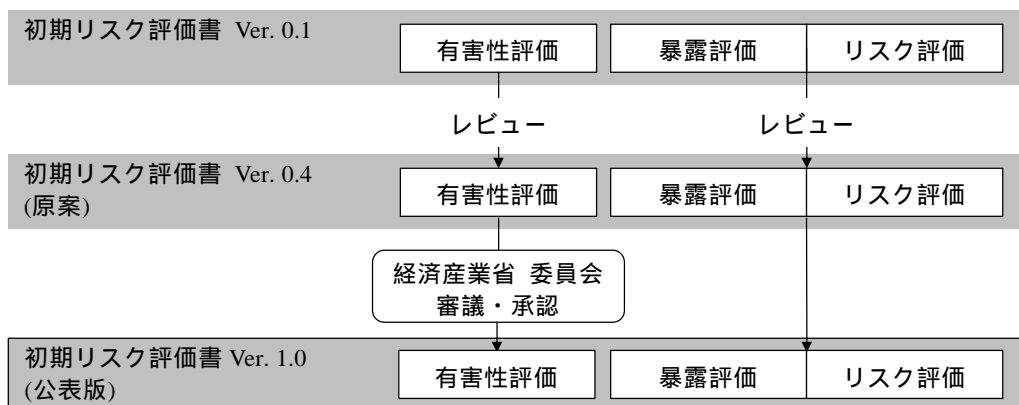 初期リスク評価書 Ver. 0.1
有害性評価 暴露評価 リスク評価
レビュー レビュー
初期リスク評価書 Ver. 0.4
(原案)
有害性評価 暴露評価 リスク評価
経済産業省 委員会
審議・承認
初期リスク評価書 Ver. 1.0
(公表版)
有害性評価 暴露評価 リスク評価